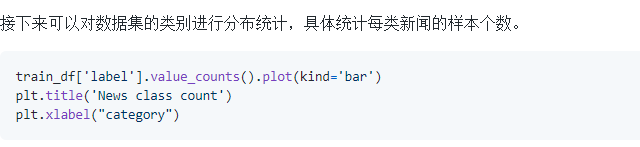 接下来可以对数据集的类别进行分布统计，具体统计每类新闻的样本个数。
train_df['label'].value_counts().plot(kind='bar')
plt.title('News class count')
plt.xlabel("category")